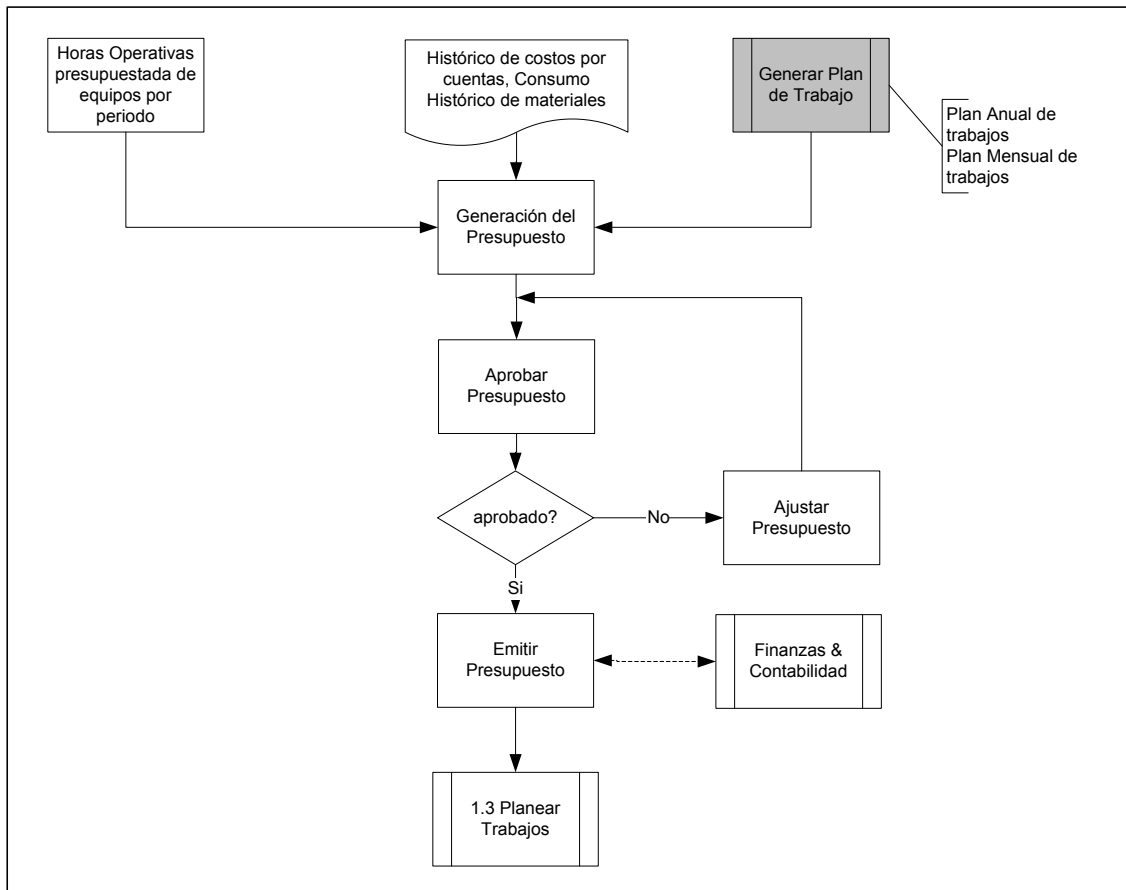 Horas Operativas
presupuestada de
equipos por
periodo
Histórico de costos por
cuentas, Consumo
Histórico de materiales
Generar Plan
de Trabajo
Plan Anual de
trabajos
Plan Mensual de
trabajos
Generación del
Presupuesto
Aprobar
Presupuesto
aprobado?
No
Ajustar
Presupuesto
Si
Emitir
Presupuesto
Finanzas &
Contabilidad
1.3 Planear
Trabajos